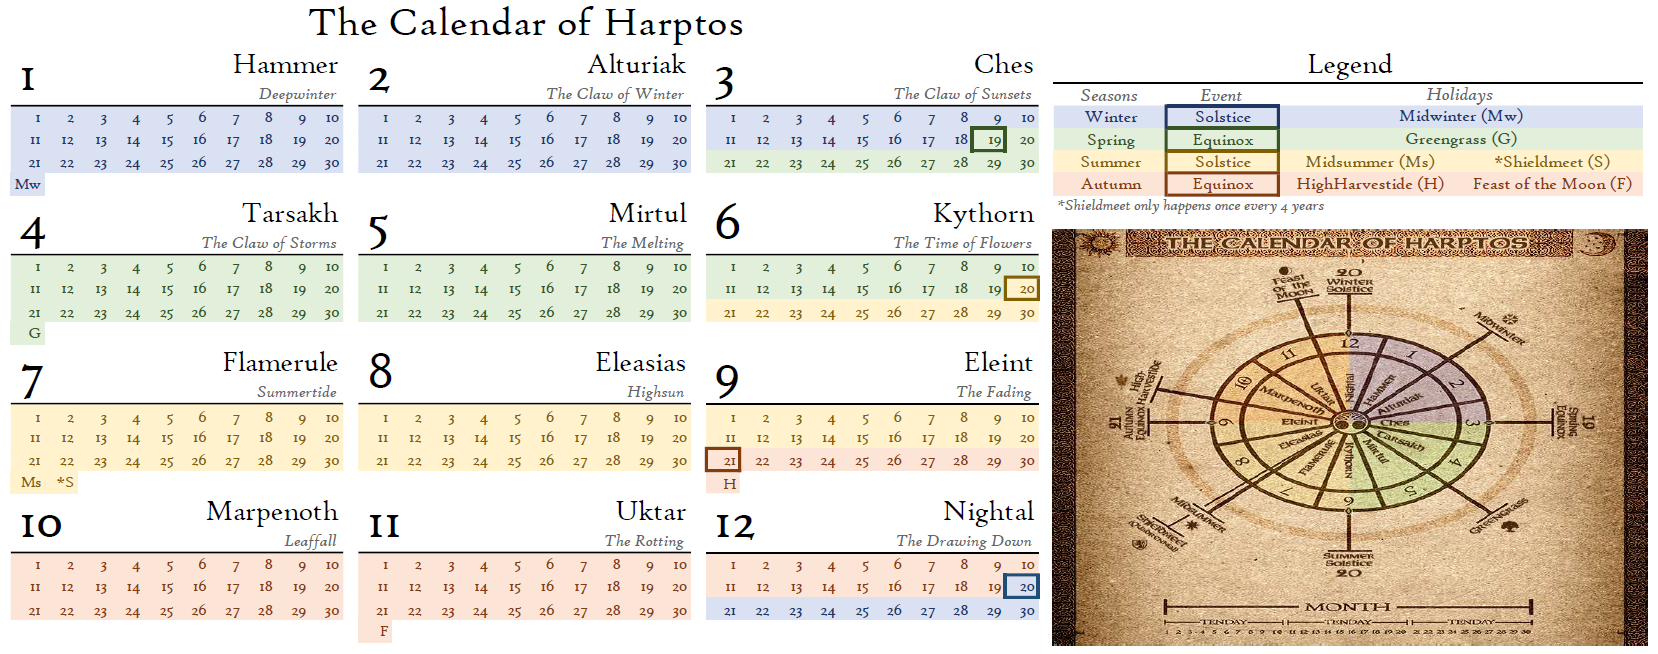 The Calendar of Harptos
1 Hammer
Deepwinter
1 2 3 4 5 6 7 8 9 10
11 12 13 14 15 16 17 18 19 20
21 22 23 24 25 26 27 28 29 30
Mw
2 Alturiak
The Claw of Winter
1 2 3 4 5 6 7 8 9 10
11 12 13 14 15 16 17 18 19 20
21 22 23 24 25 26 27 28 29 30
3 Ches
The Claw of Sunsets
1 2 3 4 5 6 7 8 9 10
11 12 13 14 15 16 17 18 19 20
21 22 23 24 25 26 27 28 29 30
4 Tarsakh
The Claw of Storms
1 2 3 4 5 6 7 8 9 10
11 12 13 14 15 16 17 18 19 20
21 22 23 24 25 26 27 28 29 30
G
5 Mirtul
The Melting
1 2 3 4 5 6 7 8 9 10
11 12 13 14 15 16 17 18 19 20
21 22 23 24 25 26 27 28 29 30
6 Kythorn
The Time of Flowers
1 2 3 4 5 6 7 8 9 10
11 12 13 14 15 16 17 18 19 20
21 22 23 24 25 26 27 28 29 30
7 Flamerule
Summertide
1 2 3 4 5 6 7 8 9 10
11 12 13 14 15 16 17 18 19 20
21 22 23 24 25 26 27 28 29 30
Ms *S
8 Eleasias
Highsun
1 2 3 4 5 6 7 8 9 10
11 12 13 14 15 16 17 18 19 20
21 22 23 24 25 26 27 28 29 30
9 Eleint
The Fading
1 2 3 4 5 6 7 8 9 10
11 12 13 14 15 16 17 18 19 20
21 22 23 24 25 26 27 28 29 30
H
10 Marpenoth
Leaffall
1 2 3 4 5 6 7 8 9 10
11 12 13 14 15 16 17 18 19 20
21 22 23 24 25 26 27 28 29 30
11 Uktar
The Rotting
1 2 3 4 5 6 7 8 9 10
11 12 13 14 15 16 17 18 19 20
21 22 23 24 25 26 27 28 29 30
F
12 Nightal
The Drawing Down
1 2 3 4 5 6 7 8 9 10
11 12 13 14 15 16 17 18 19 20
21 22 23 24 25 26 27 28 29 30
Legend
Seasons Event Holidays
Winter Solstice Midwinter (Mw)
Spring Equinox Greengrass (G)
Summer Solstice Midsummer (Ms) *Shieldmeet (S)
Autumn Equinox HighHarvestide (H) Feast of the Moon (F)
*Shieldmeet only happens once every 4 years
THE CALENDAR OF HARPTOS
Feast
of the
Moon
20
Winter
Solstice
Midwinter
High-
Harvestide
21
Autumn
Equinox
19
Spring
Equinox
Greengrass
Midsummer
Shieldmeet
(Quadrennial)
Summer
Solstice
20
12 1 2 3 4 5 6 7 8 9 10 11
Nightal
Hammer
Alturiak
Ches
Tarsakh
Mirtul
Kythorn
Flamerule
Eleasias
Eleint
Marpenoth
Uktar
MONTH
TENDAY TENDAY TENDAY
1 2 3 4 5 6 7 8 9 10 11 12 13 14 15 16 17 18 19 20 21 22 23 24 25 26 27 28 29 30